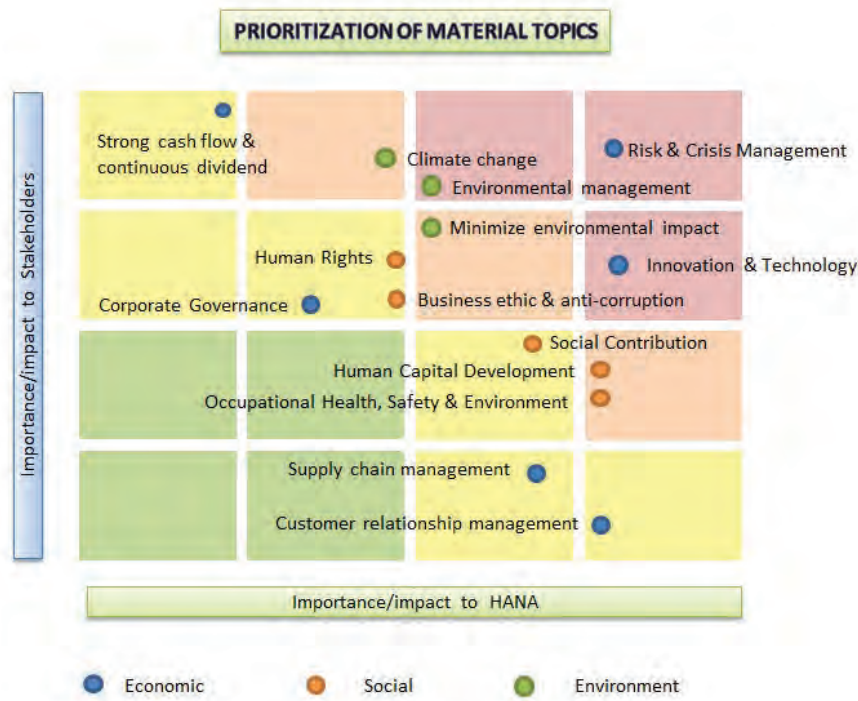 PRIORITIZATION OF MATERIAL TOPICS
Importance/impact to Stakeholders
Strong cash flow &
continuous dividend
Climate change
Risk & Crisis Management
Environmental management
Minimize environmental impact
Human Rights
Innovation & Technology
Corporate Governance
Business ethic & anti-corruption
Social Contribution
Human Capital Development
Occupational Health, Safety & Environment
Supply chain management
Customer relationship management
Importance/impact to HANA
Economic
Social
Environment